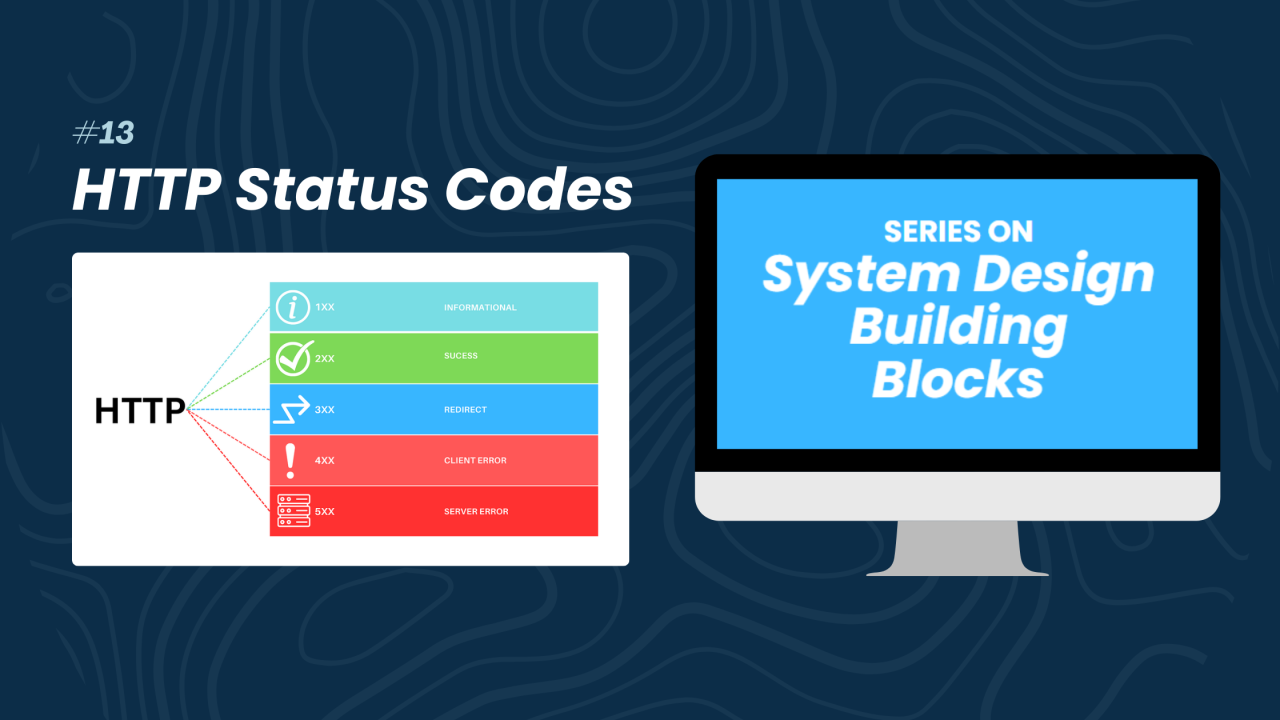 #13
HTTP Status Codes
HTTP
1XX INFORMATIONAL
2XX SUCESS
3XX REDIRECT
4XX CLIENT ERROR
5XX SERVER ERROR
SERIES ON
System Design
Building
Blocks